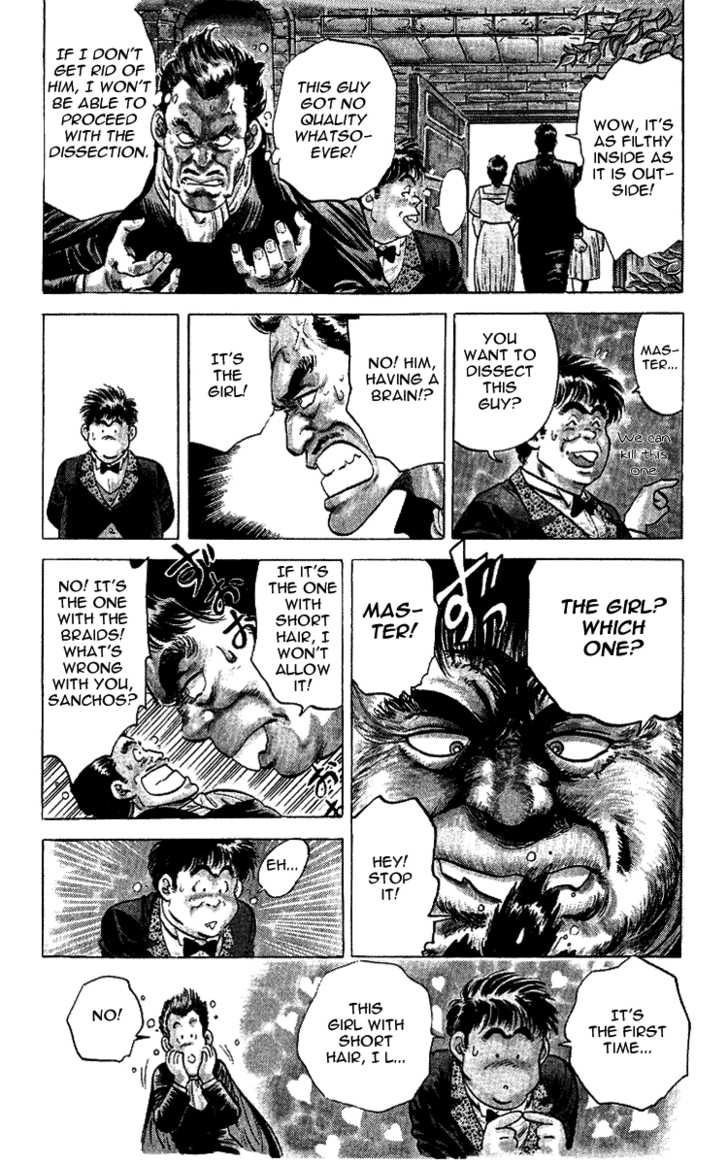 WOW, IT'S
AS FILTHY
INSIDE AS
IT IS OUT-
SIDE!
THIS GUY
GOT NO
QUALITY
WHATSO-
EVER!
IF I DON'T
GET RID OF
HIM, I WON'T
BE ABLE TO
PROCEED
WITH THE
DISSECTION.
MAS-
TER...
YOU
WANT TO
DISSECT
THIS
GUY?
We can
kill this
one
NO! HIM,
HAVING A
BRAIN!?
IT'S
THE
GIRL!
THE GIRL?
WHICH
ONE?
ずっ
MAS-
TER!
HEY!
STOP
IT!
IF IT'S
THE ONE
WITH
SHORT
HAIR, I
WON'T
ALLOW
IT!
NO! IT'S
THE ONE
WITH THE
BRAIDS!
WHAT'S
WRONG
WITH YOU,
SANCHOS?
EH...
IT'S
THE FIRST
TIME...
THIS
GIRL WITH
SHORT
HAIR, I L...
NO!